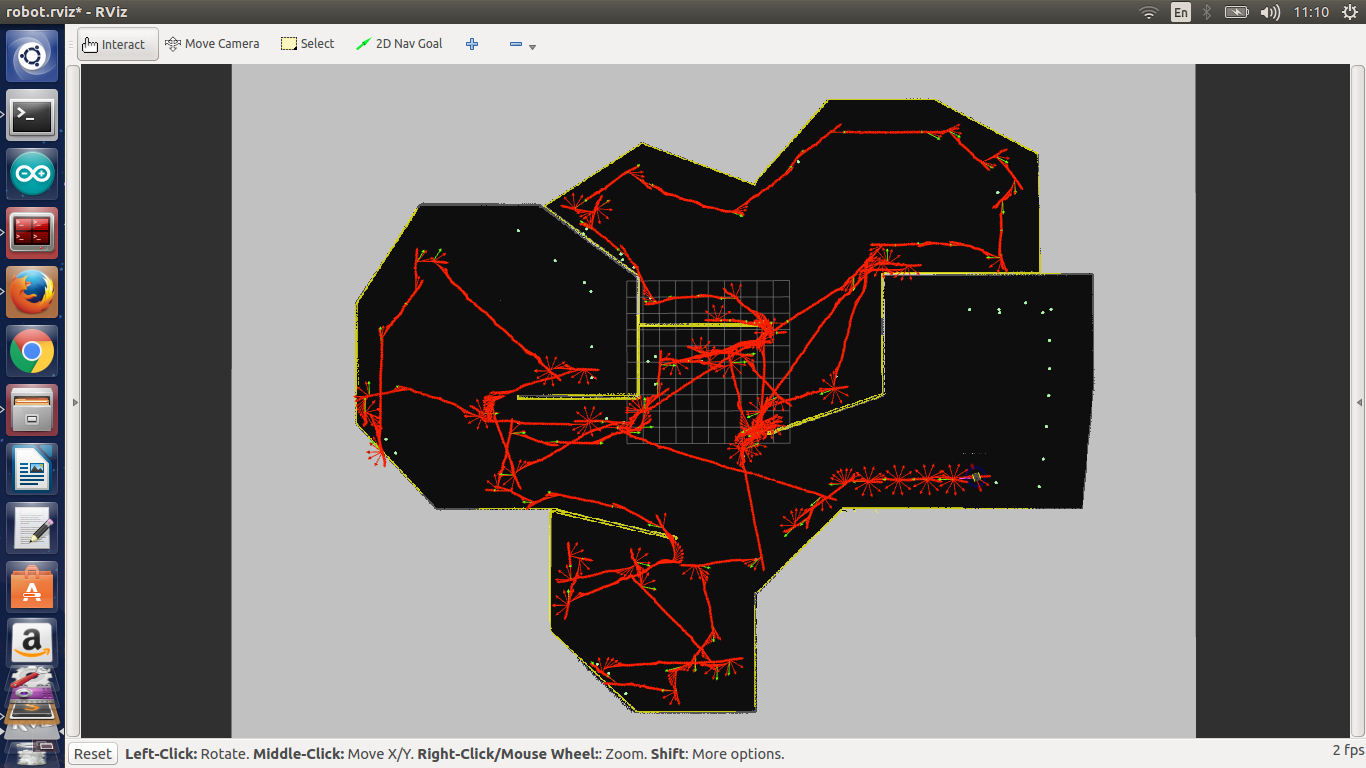 robot.rviz* - RViz
En
11:10
Interact
Move Camera
Select
2D Nav Goal
Reset
Left-Click: Rotate. Middle-Click: Move X/Y. Right-Click/Mouse Wheel:: Zoom. Shift: More options.
2 fps